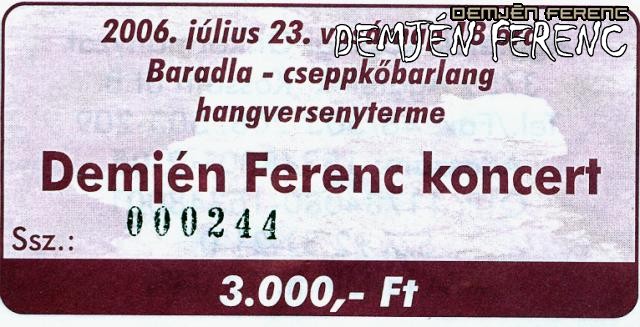 DEMJÉN FERENC
DEMJÉN FERENC
2006. július 23.
Baradla - cseppkőbarlang
hangversenyterme
Demjén Ferenc koncert
000244
Ssz.:
3.000,- Ft